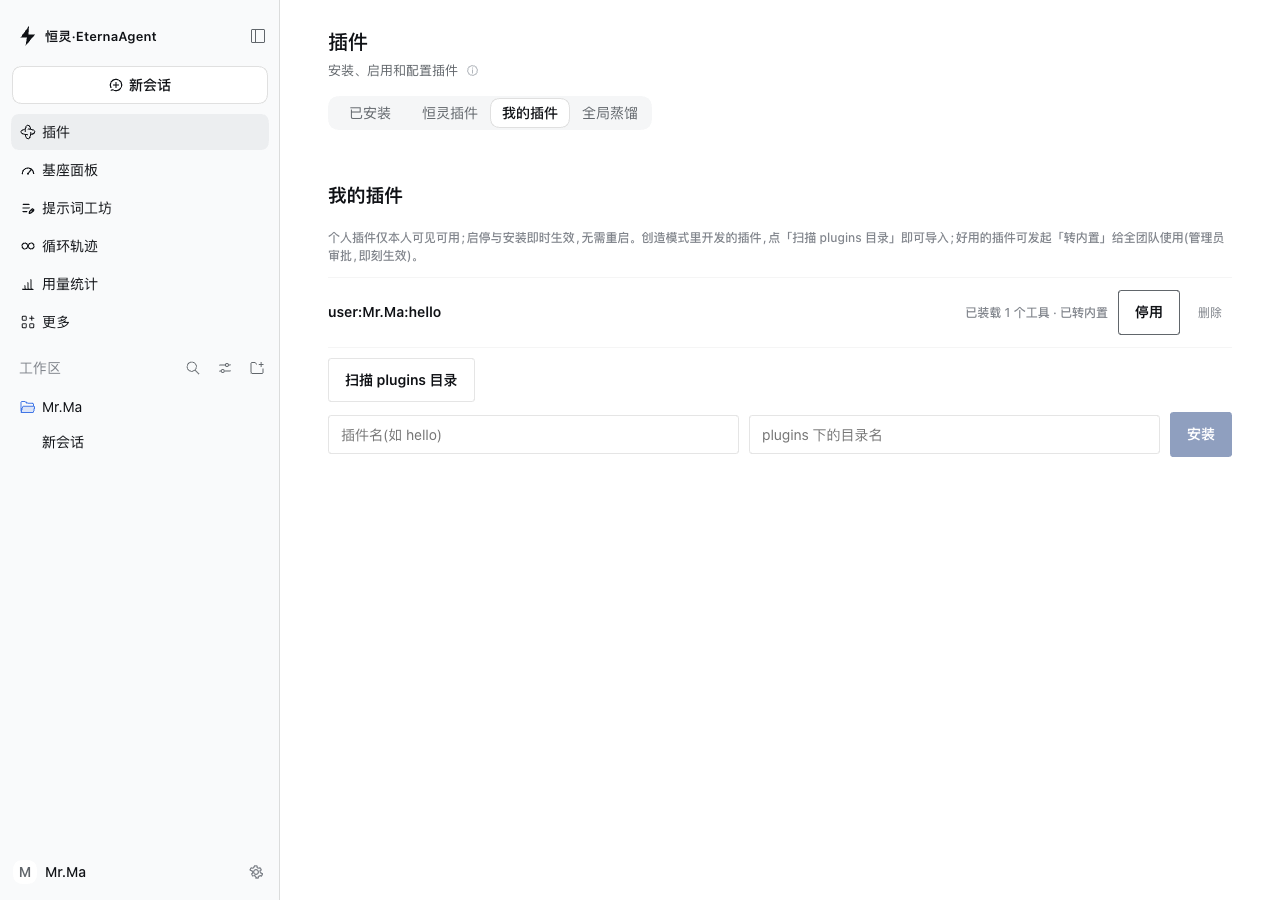 恒灵·EternaAgent
新会话
插件
基座面板
提示词工坊
循环轨迹
用量统计
更多
工作区
Mr.Ma
新会话
M Mr.Ma
插件
安装、启用和配置插件
已安装 恒灵插件 我的插件 全局蒸馏
我的插件
个人插件仅本人可见可用;启停与安装即时生效,无需重启。创造模式里开发的插件,点「扫描 plugins 目录」即可导入;好用的插件可发起「转内置」给全团队使用(管理员
审批,即刻生效)。
user:Mr.Ma:hello 已装载 1 个工具 · 已转内置 停用 删除
扫描 plugins 目录
插件名(如 hello) plugins 下的目录名 安装